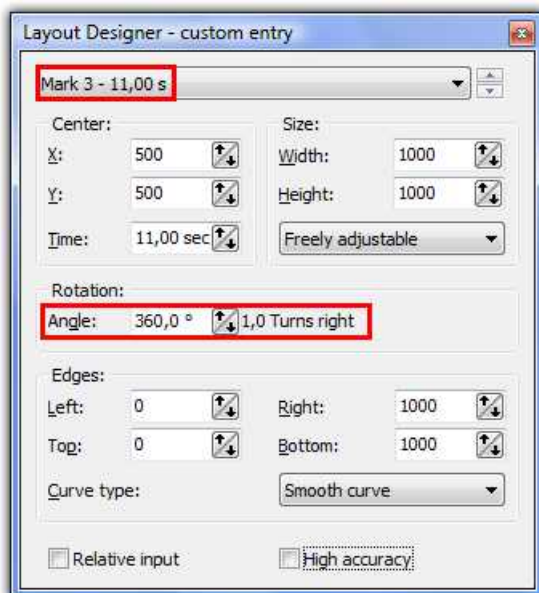 Layout Designer - custom entry
Mark 3 - 11,00 s
Center:
Size:
X: 500
Width: 1000
Y: 500
Height: 1000
Time: 11,00 sec
Freely adjustable
Rotation:
Angle: 360,0 ° 1,0 Turns right
Edges:
Left: 0
Right: 1000
Top: 0
Bottom: 1000
Curve type:
Smooth curve
Relative input
High accuracy